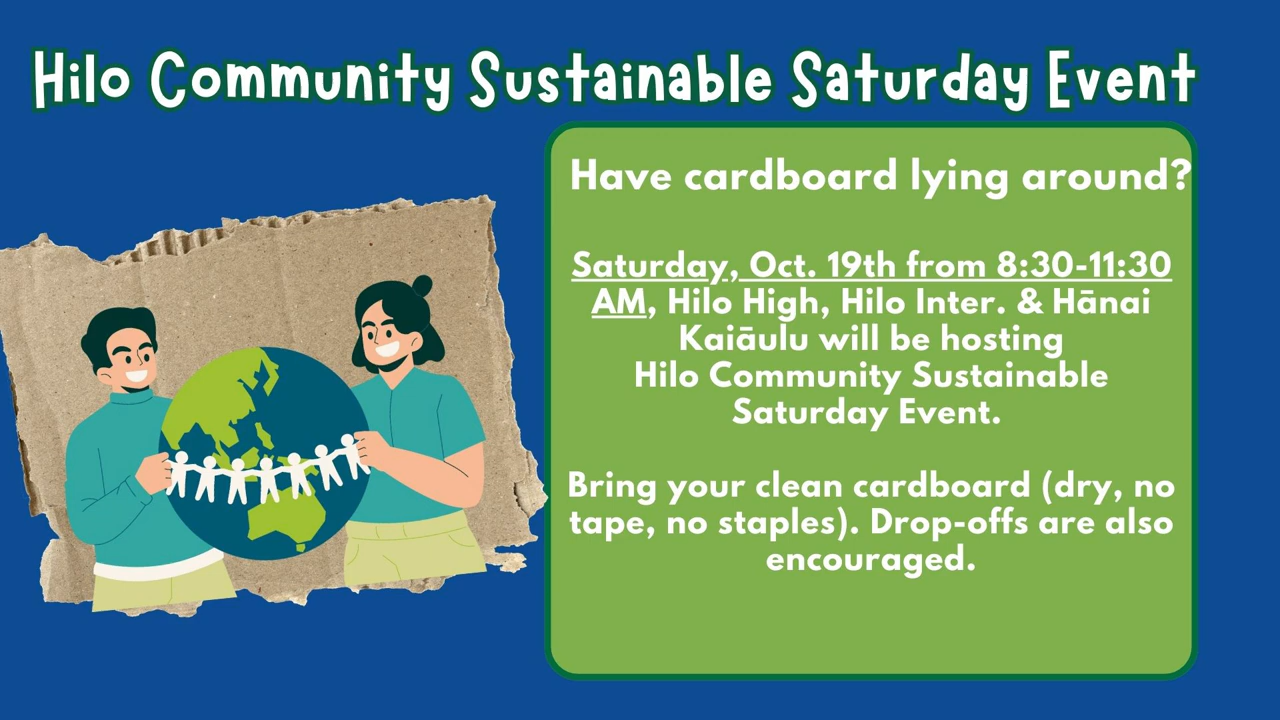 Hilo Community Sustainable Saturday Event
Have cardboard lying around?
Saturday, Oct. 19th from 8:30-11:30
AM, Hilo High, Hilo Inter. & Hānai
Kaiāulu will be hosting
Hilo Community Sustainable
Saturday Event.
Bring your clean cardboard (dry, no
tape, no staples). Drop-offs are also
encouraged.